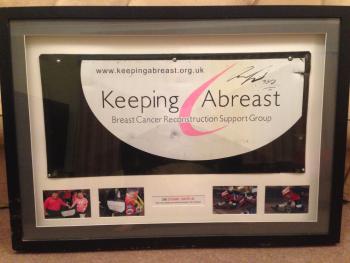 www.keepingabreast.org.uk
Keeping Abreast
Breast Cancer Reconstruction Support Group